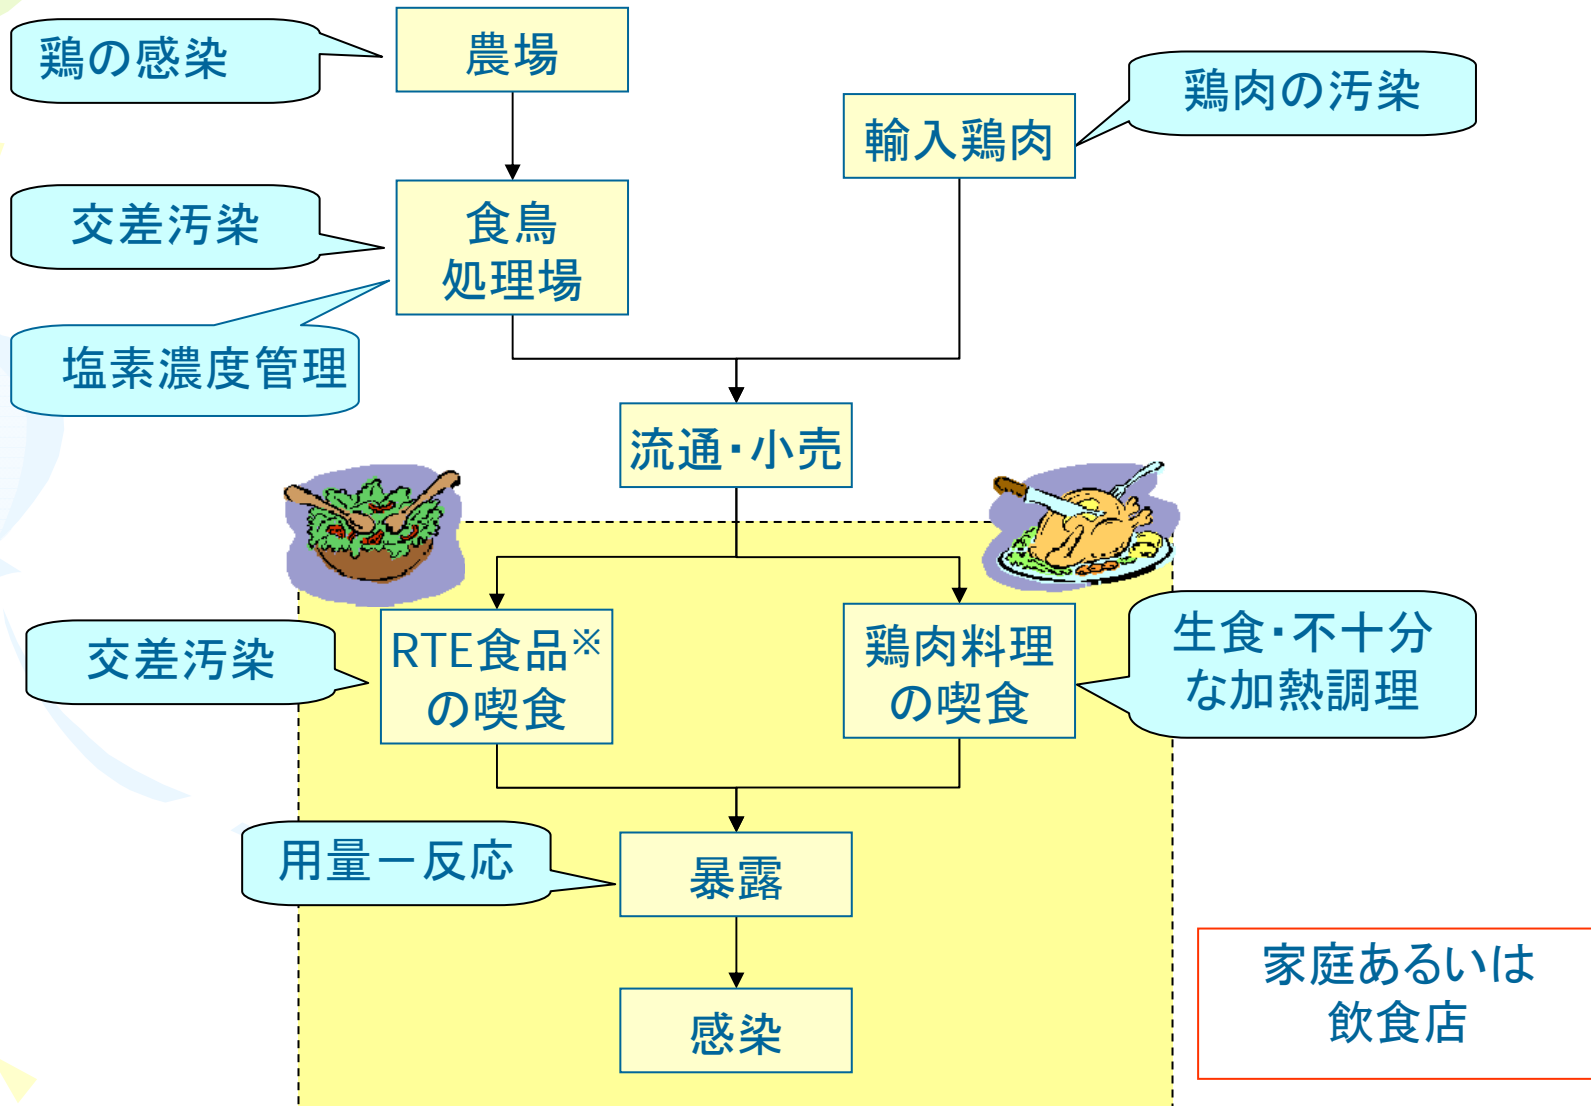 鶏の感染
農場
鶏肉の汚染
輸入鶏肉
交差汚染
食鳥
処理場
塩素濃度管理
流通・小売
交差汚染
RTE食品※
の喫食
鶏肉料理
の喫食
生食・不十分
な加熱調理
用量－反応
暴露
感染
家庭あるいは
飲食店